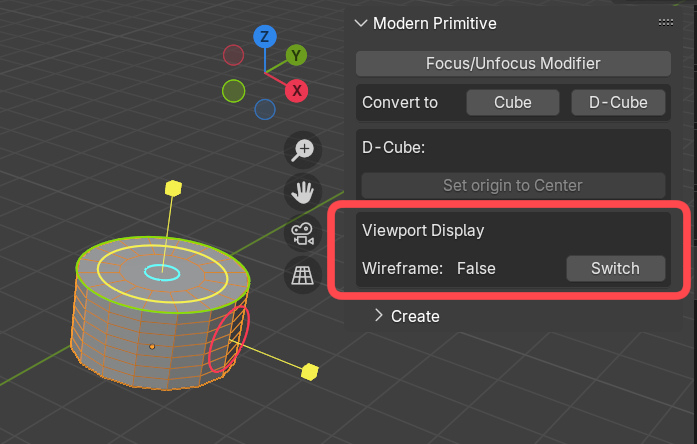 Modern Primitive
Z
Y
X
Focus/Unfocus Modifier
Convert to Cube D-Cube
D-Cube:
Set origin to Center
Viewport Display
Wireframe: False Switch
Create